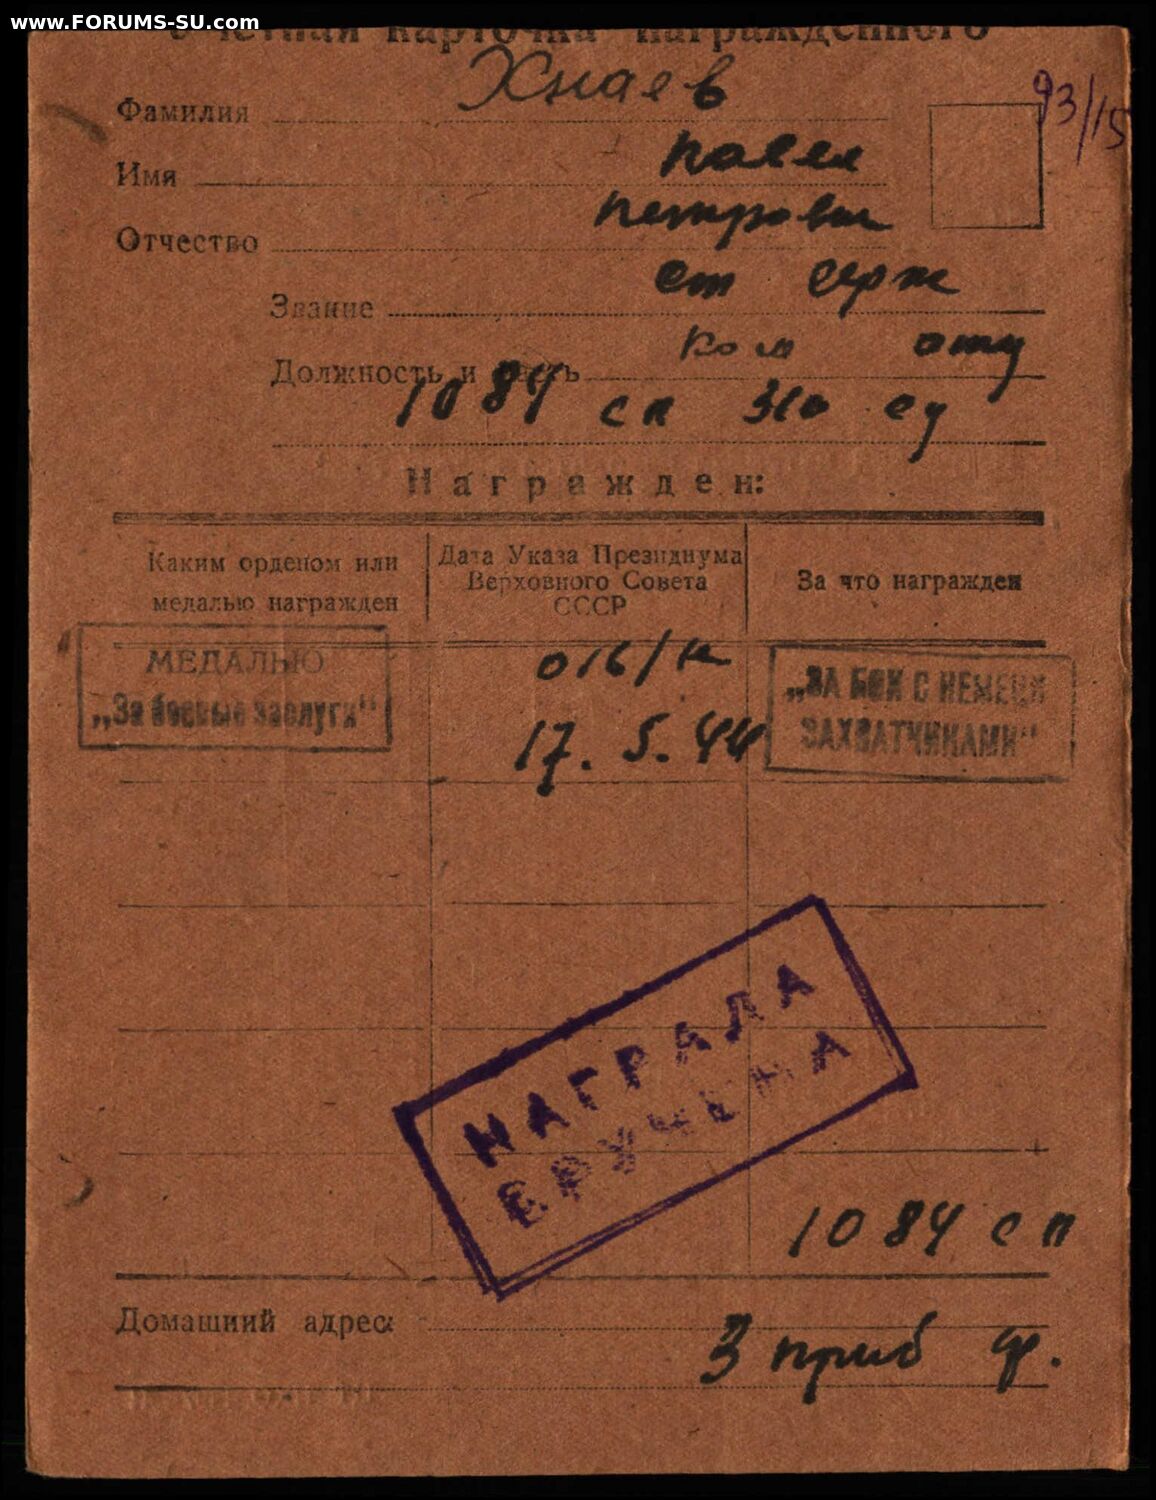 www.FORUMS-SU.com
Учетная карточка награжденного
Фамилия Хнаев
93/15
Имя Павел
Отчество Петрович
Звание ст серж
Должность и часть ком отд
1084 сп 310 сд
Награжден:
Каким орденом или медалью награжден
Дата Указа Президиума Верховного Совета СССР
За что награжден
МЕДАЛЬЮ
„За боевые заслуги“
016/н
17.5.44
„ЗА БОИ С НЕМЕЦК
ЗАХВАТЧИКАМИ“
НАГРАДА
ВРУЧЕНА
1084 сп
Домашний адрес:
3 приб ф.